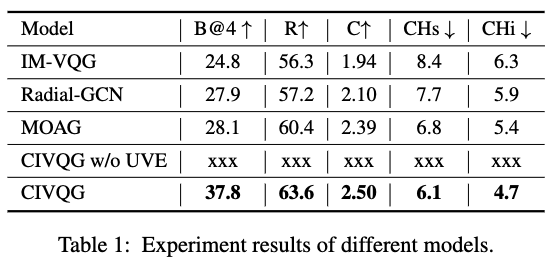 Model | B@4 ↑ | R↑ | C↑ | CHs ↓ | CHi ↓
IM-VQG | 24.8 | 56.3 | 1.94 | 8.4 | 6.3
Radial-GCN | 27.9 | 57.2 | 2.10 | 7.7 | 5.9
MOAG | 28.1 | 60.4 | 2.39 | 6.8 | 5.4
CIVQG w/o UVE | xxx | xxx | xxx | xxx | xxx
CIVQG | 37.8 | 63.6 | 2.50 | 6.1 | 4.7
Table 1: Experiment results of different models.